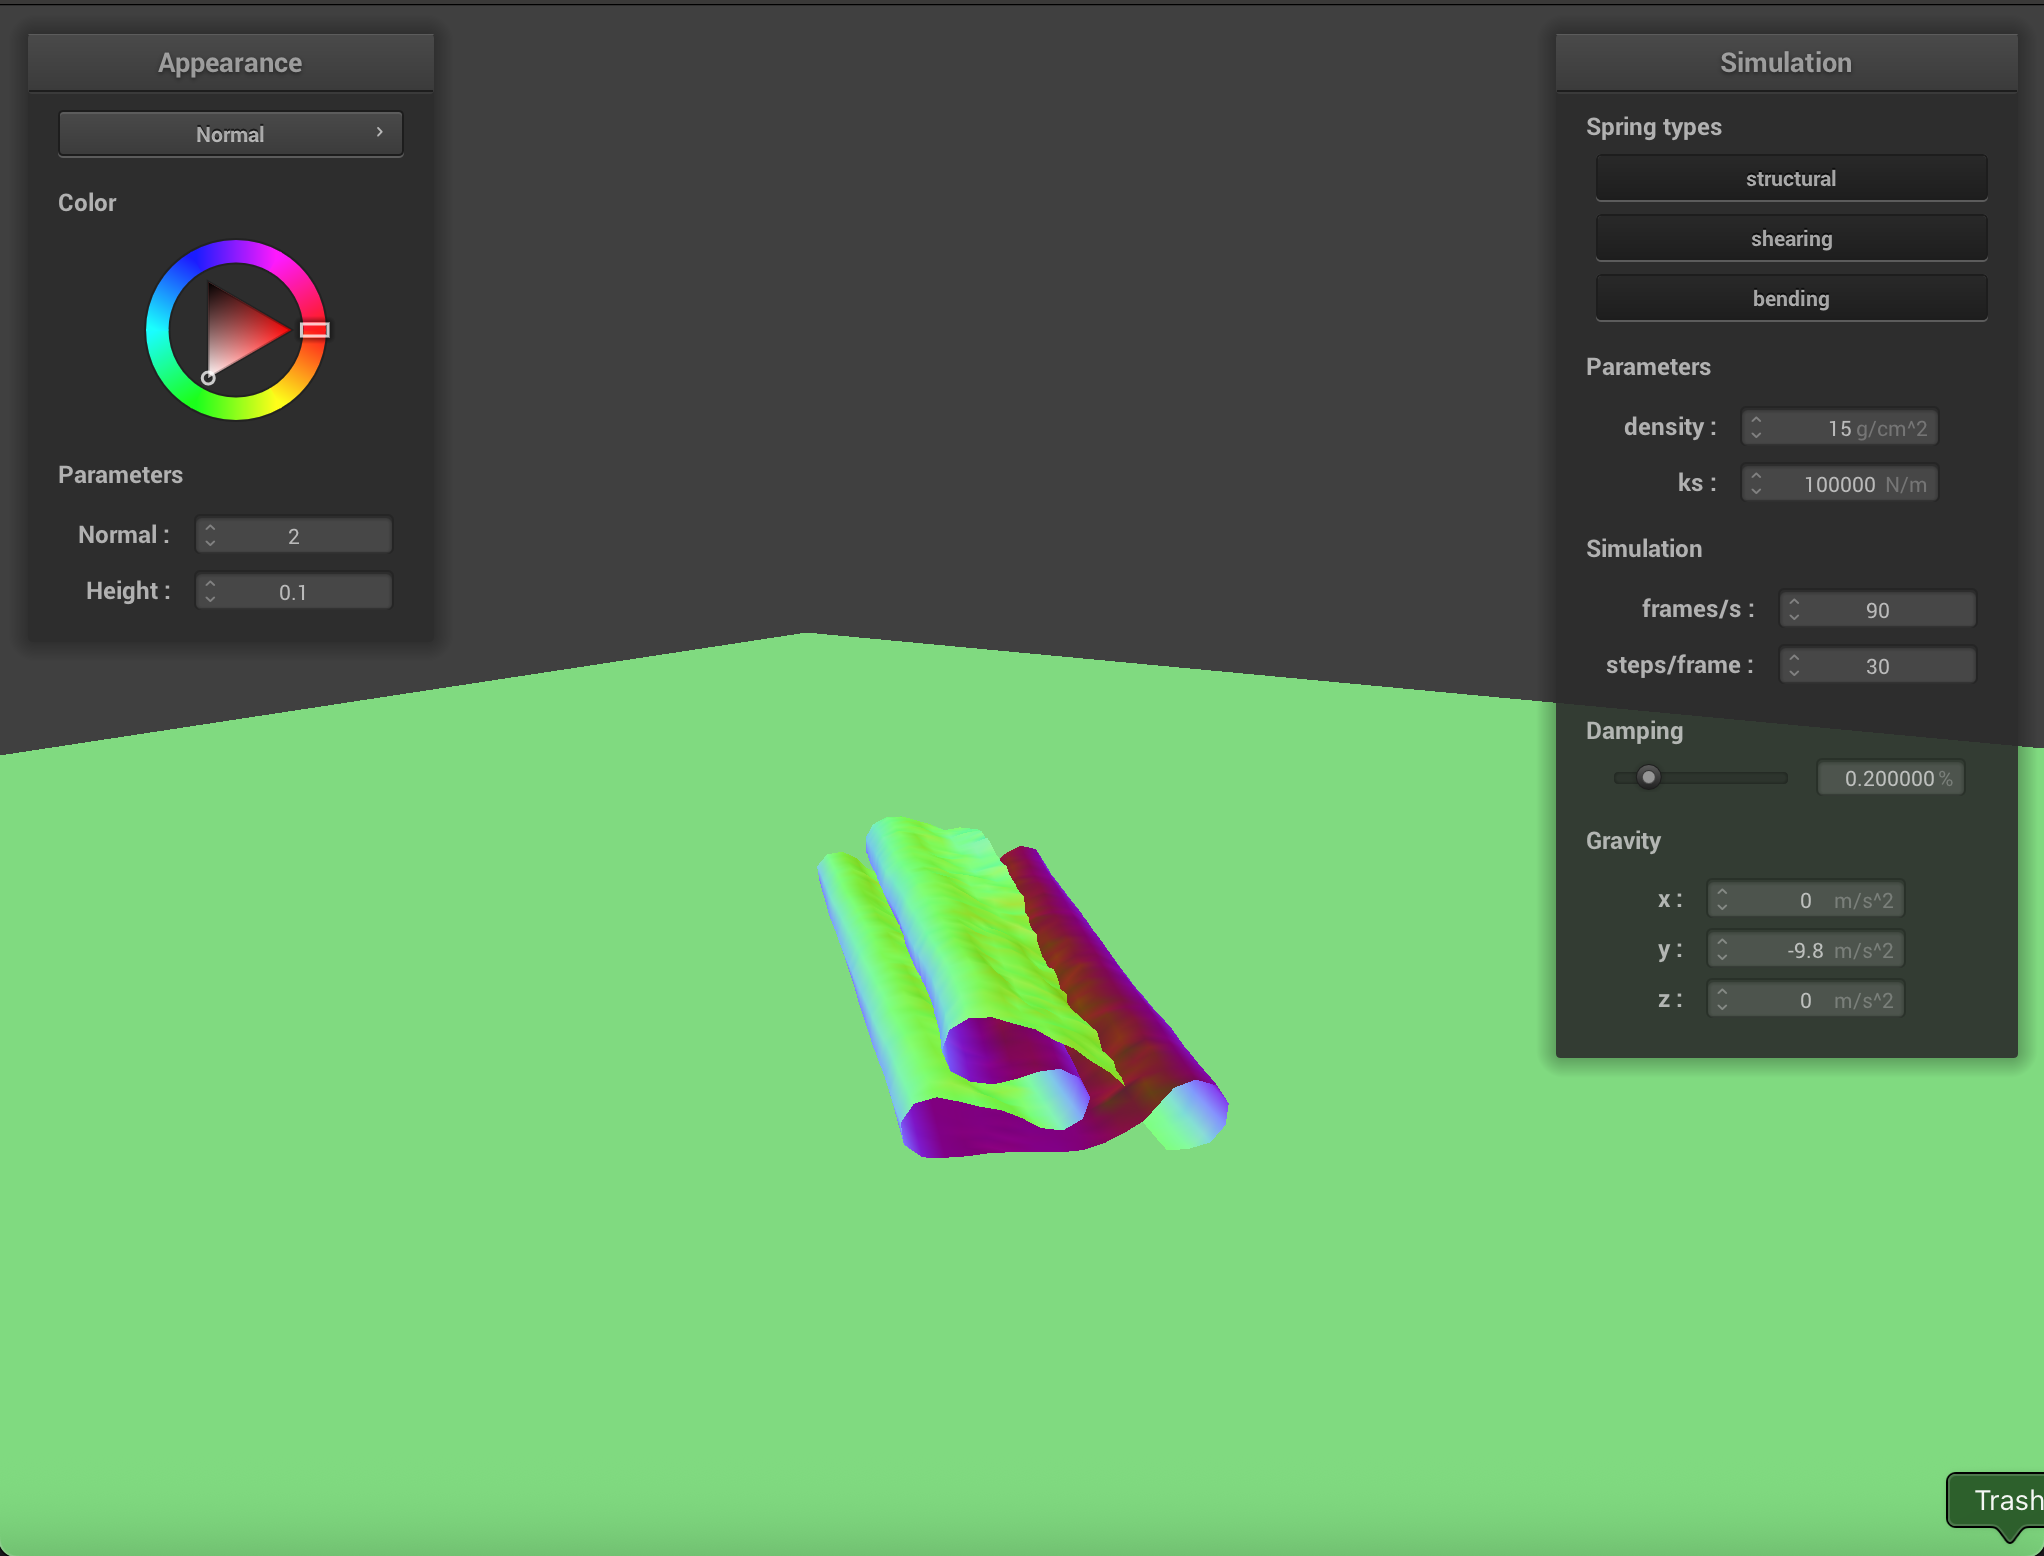 Appearance
Normal
Color
Parameters
Normal : 2
Height : 0.1
Simulation
Spring types
structural
shearing
bending
Parameters
density : 15 g/cm^2
ks : 100000 N/m
Simulation
frames/s : 90
steps/frame : 30
Damping
0.200000 %
Gravity
x : 0 m/s^2
y : -9.8 m/s^2
z : 0 m/s^2
Trash